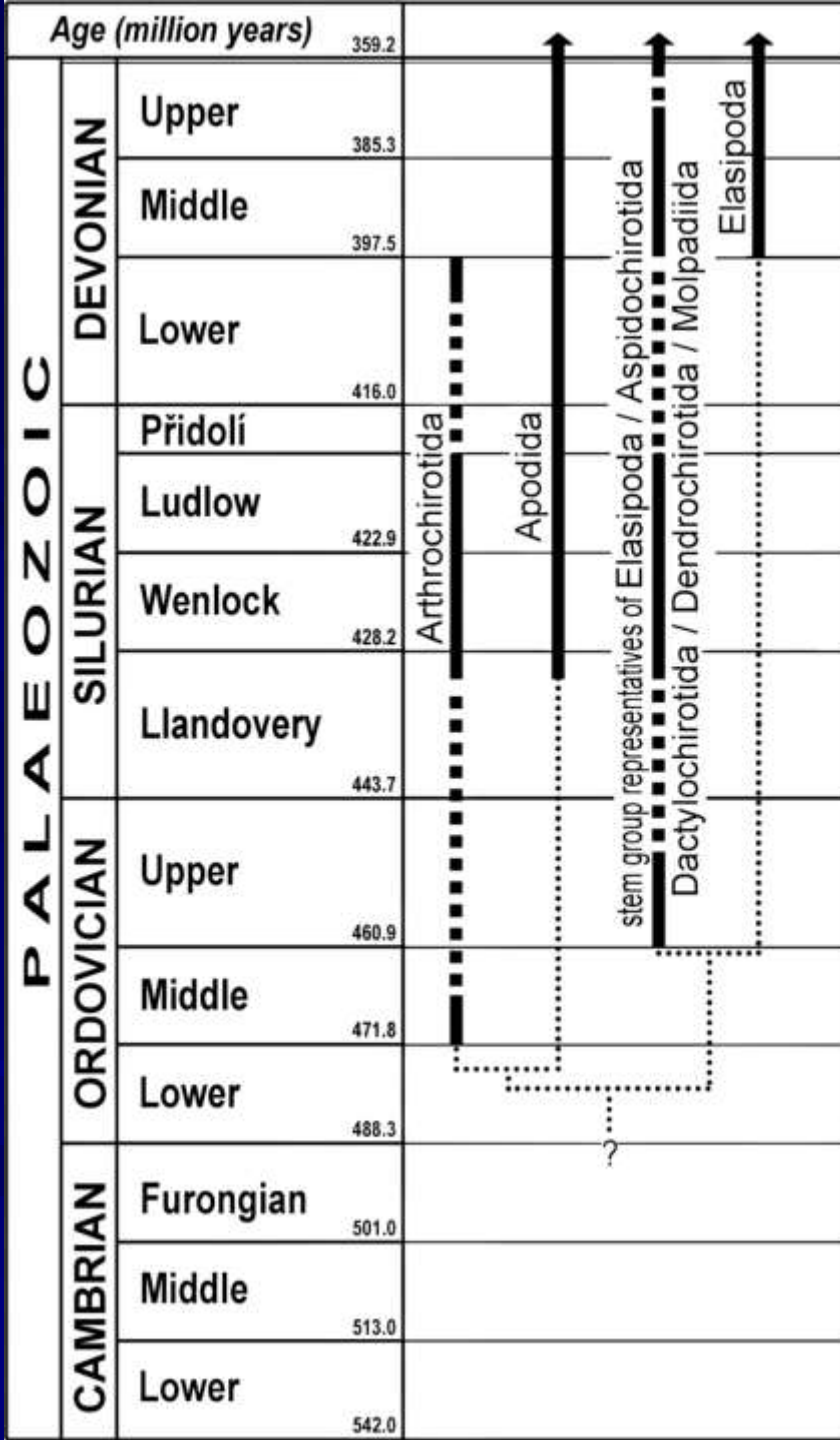 Age (million years) 359.2
PALAEOZOIC
DEVONIAN
Upper
385.3
Middle
397.5
Lower
416.0
SILURIAN
Přidolí
Ludlow
422.9
Wenlock
428.2
Llandovery
443.7
ORDOVICIAN
Upper
460.9
Middle
471.8
Lower
488.3
CAMBRIAN
Furongian
501.0
Middle
513.0
Lower
542.0
Arthrochirotida
Apodida
stem group representatives of Elasipoda / Aspidochirotida
Dactylochirotida / Dendrochirotida / Molpadiida
Elasipoda
?